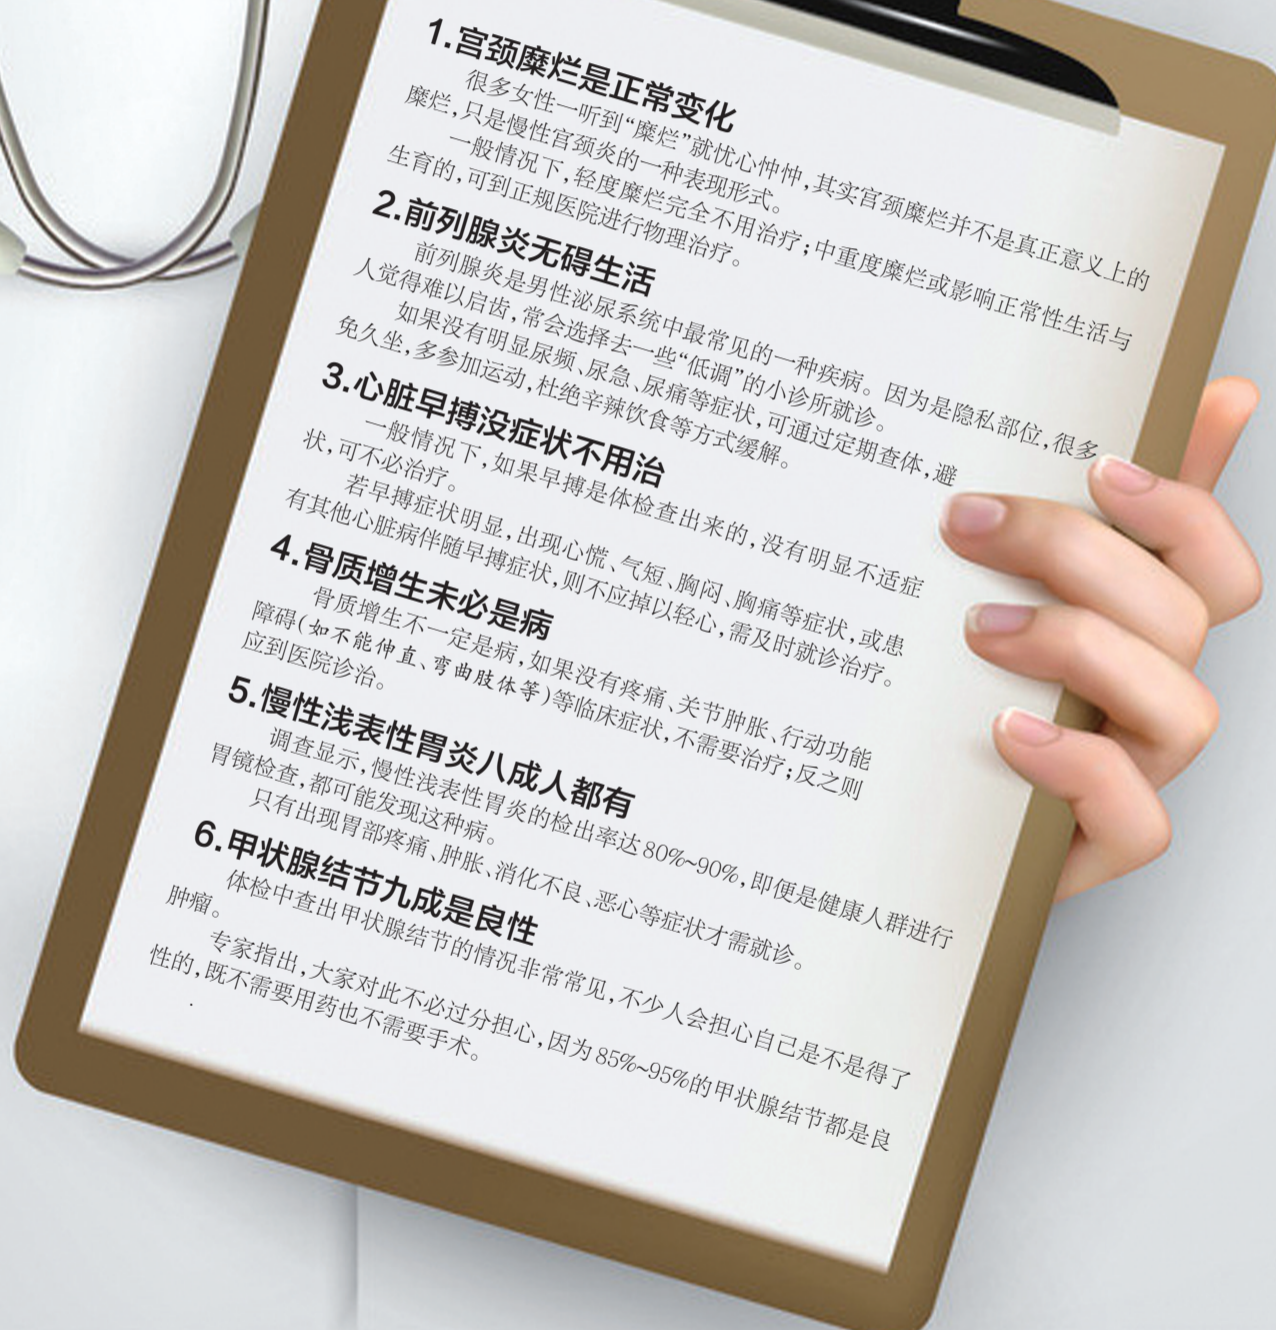 1.宫颈糜烂是正常变化
很多女性一听到“糜烂”就忧心忡忡,其实宫颈糜烂并不是真正意义上的
糜烂,只是慢性宫颈炎的一种表现形式。
一般情况下,轻度糜烂完全不用治疗;中重度糜烂或影响正常性生活与
生育的,可到正规医院进行物理治疗。
2.前列腺炎无碍生活
前列腺炎是男性泌尿系统中最常见的一种疾病。因为是隐私部位,很多
人觉得难以启齿,常会选择去一些“低调”的小诊所就诊。
如果没有明显尿频、尿急、尿痛等症状,可通过定期查体,避
免久坐,多参加运动,杜绝辛辣饮食等方式缓解。
3.心脏早搏没症状不用治
一般情况下,如果早搏是体检查出来的,没有明显不适症
状,可不必治疗。
若早搏症状明显,出现心慌、气短、胸闷、胸痛等症状,或患
有其他心脏病伴随早搏症状,则不应掉以轻心,需及时就诊治疗。
4.骨质增生未必是病
骨质增生不一定是病,如果没有疼痛、关节肿胀、行动功能
障碍(如不能伸直、弯曲肢体等)等临床症状,不需要治疗;反之则
应到医院诊治。
5.慢性浅表性胃炎八成人都有
调查显示,慢性浅表性胃炎的检出率达80%~90%,即便是健康人群进行
胃镜检查,都可能发现这种病。
只有出现胃部疼痛、肿胀、消化不良、恶心等症状才需就诊。
6.甲状腺结节九成是良性
体检中查出甲状腺结节的情况非常常见,不少人会担心自己是不是得了
肿瘤。
专家指出,大家对此不必过分担心,因为85%~95%的甲状腺结节都是良
性的,既不需要用药也不需要手术。